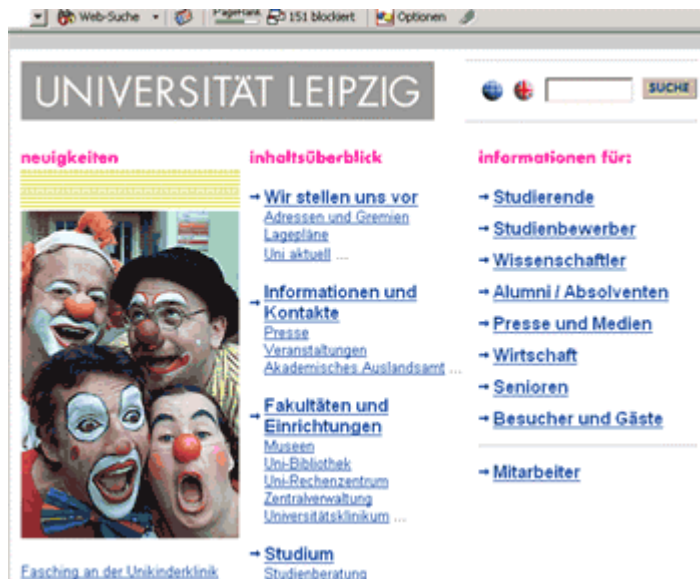 Web-Suche
PageRank
151 blockiert
Optionen
UNIVERSITÄT LEIPZIG
SUCHE
neuigkeiten
Fasching an der Unikinderklinik
inhaltsüberblick
→ Wir stellen uns vor
Adressen und Gremien
Lagepläne
Uni aktuell ...
→ Informationen und
Kontakte
Presse
Veranstaltungen
Akademisches Auslandsamt ...
→ Fakultäten und
Einrichtungen
Museen
Uni-Bibliothek
Uni-Rechenzentrum
Zentralverwaltung
Universitätsklinikum ...
→ Studium
Studienberatung
informationen für:
→ Studierende
→ Studienbewerber
→ Wissenschaftler
→ Alumni / Absolventen
→ Presse und Medien
→ Wirtschaft
→ Senioren
→ Besucher und Gäste
→ Mitarbeiter